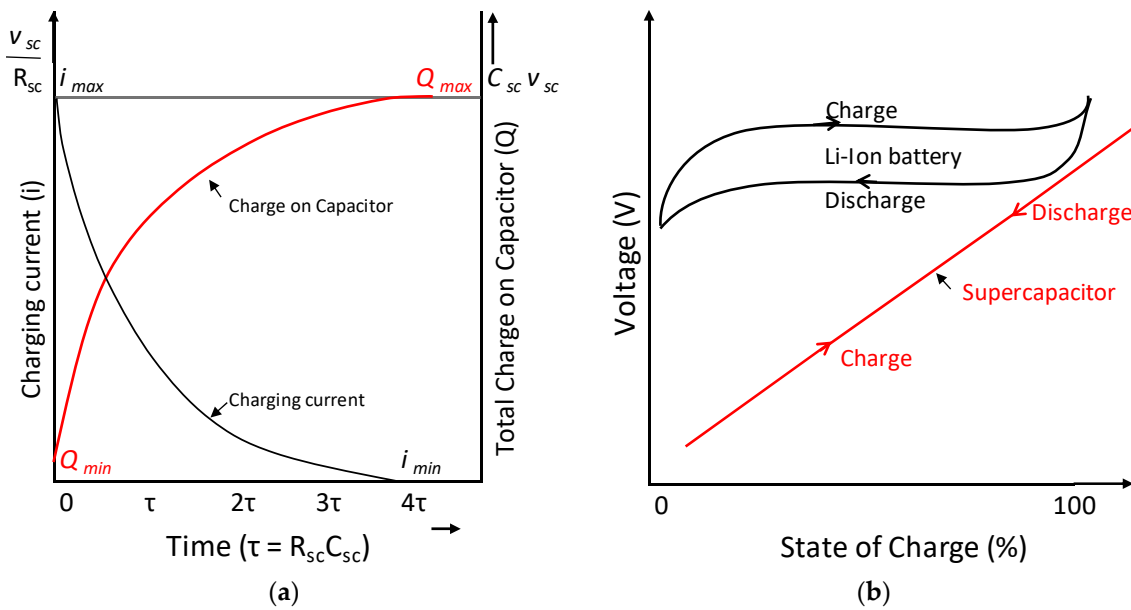 v sc
R sc
i max
Q max
C sc v sc
Charging current (i)
Charge on Capacitor
Charging current
Total Charge on Capacitor (Q)
Q min
i min
0 τ 2τ 3τ 4τ
Time (τ = RscCsc)
(a)
Voltage (V)
Charge
Li-Ion battery
Discharge
Discharge
Supercapacitor
Charge
0 100
State of Charge (%)
(b)